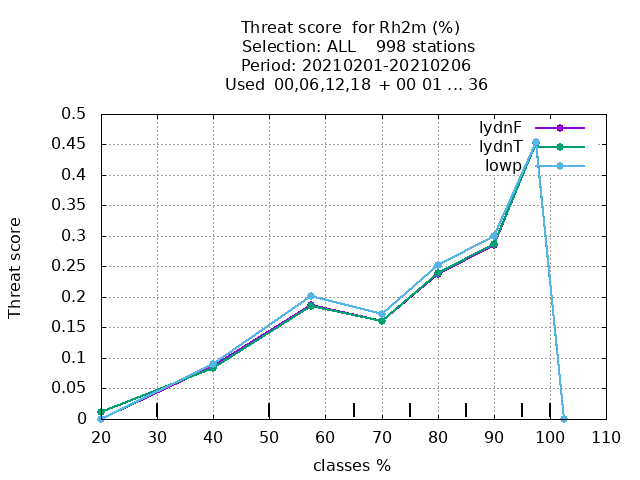 Threat score for Rh2m (%)
Selection: ALL 998 stations
Period: 20210201-20210206
Used 00,06,12,18 + 00 01 ... 36
0.5
0.45
0.4
0.35
0.3
0.25
0.2
0.15
0.1
0.05
0
Threat score
lydnF
lydnT
lowp
20 30 40 50 60 70 80 90 100 110
classes %